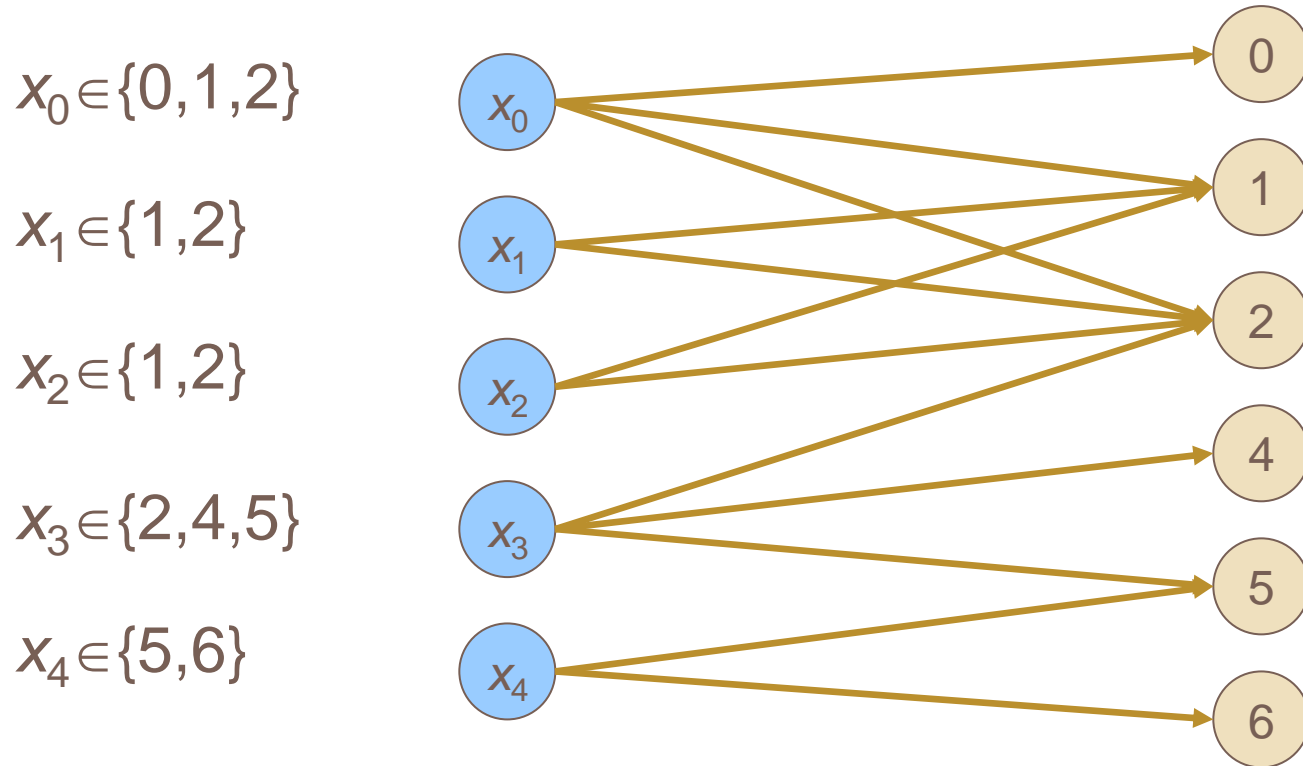 x₀∈{0,1,2}
x₁∈{1,2}
x₂∈{1,2}
x₃∈{2,4,5}
x₄∈{5,6}
x₀
x₁
x₂
x₃
x₄
0
1
2
4
5
6